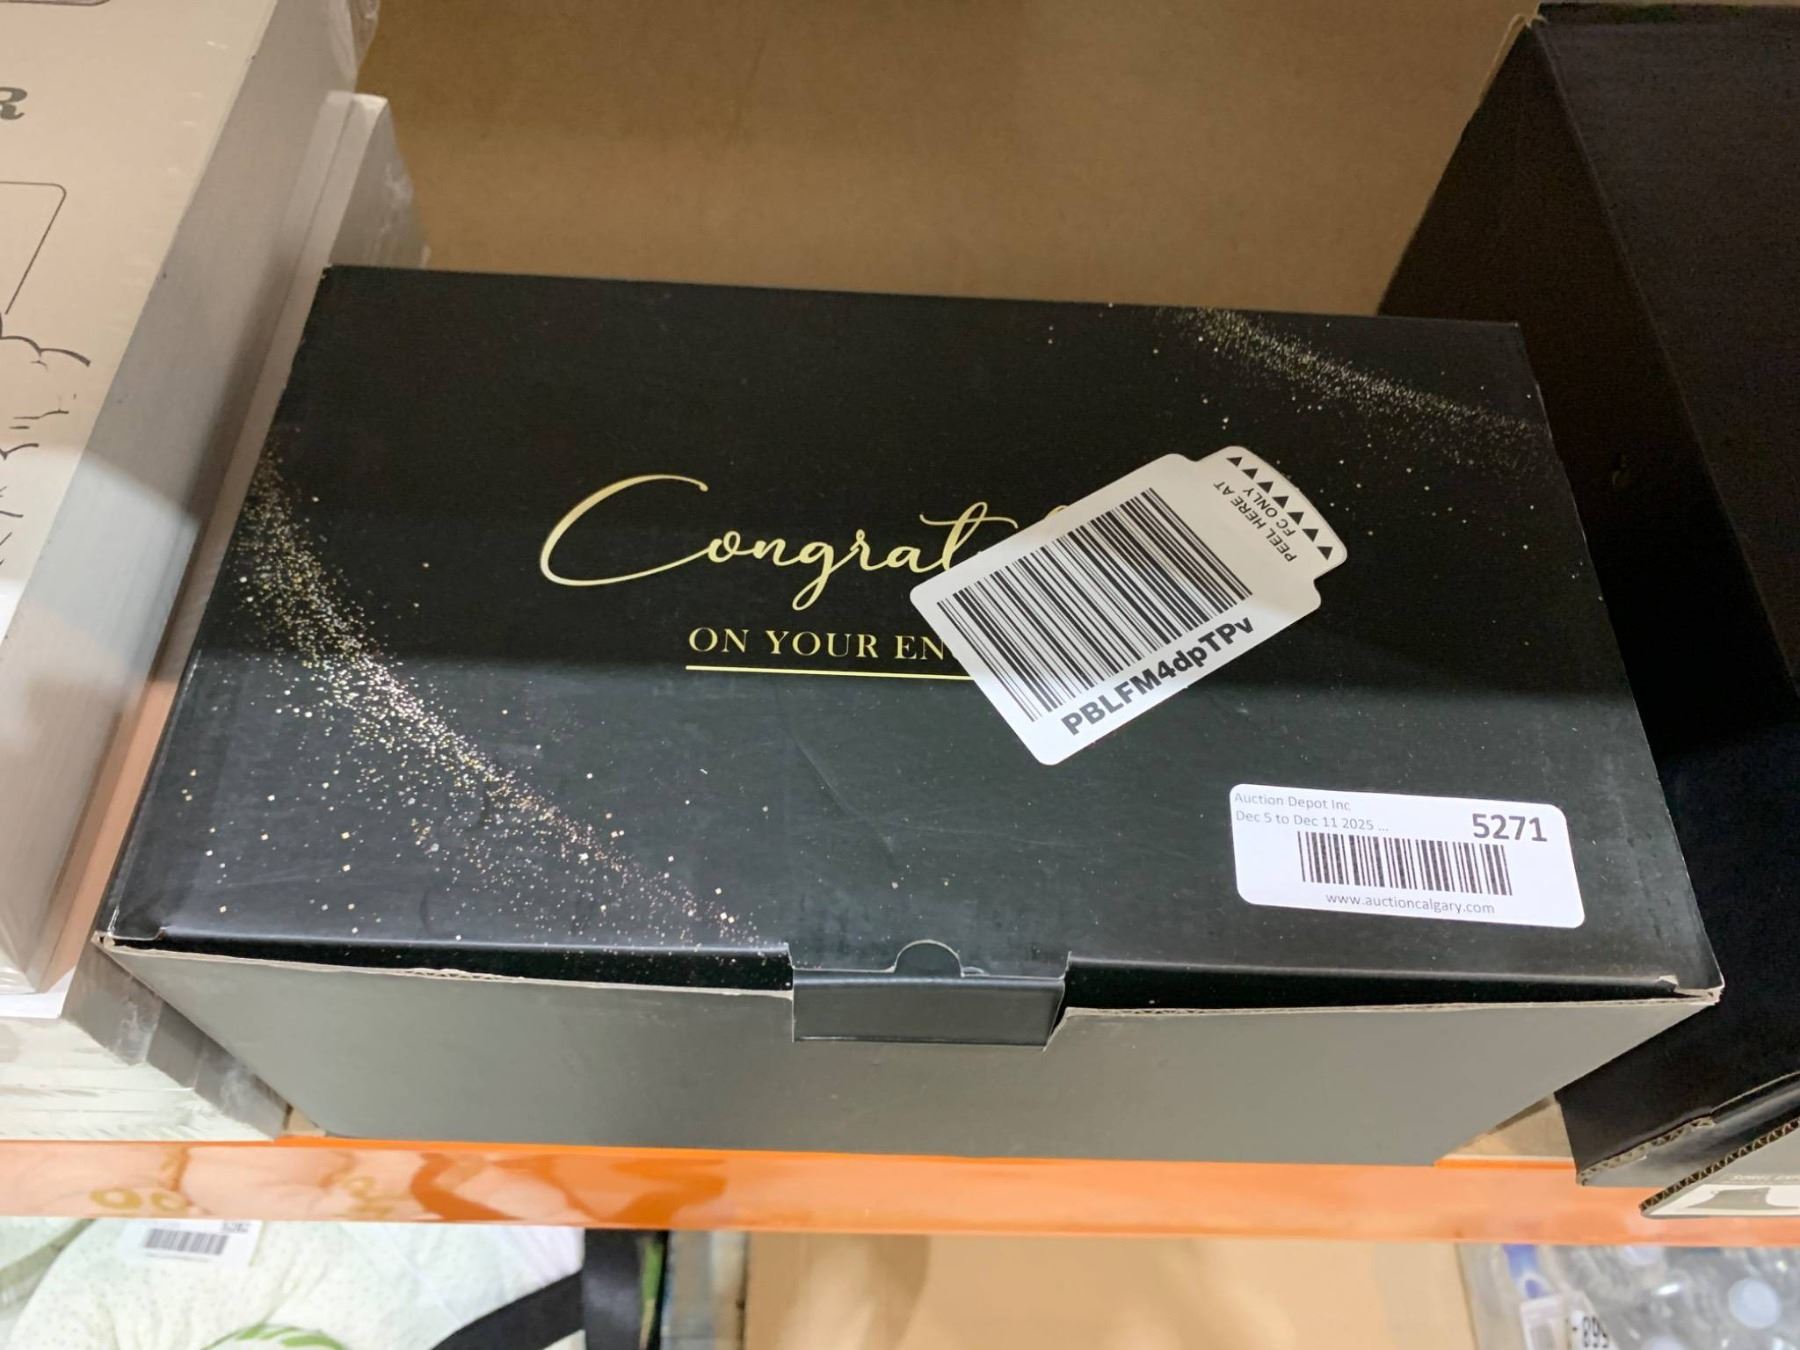 Congrat
ON YOUR EN
PEEL HERE AT
FC ONLY
PBLFM4dpTPv
Auction Depot Inc
Dec 5 to Dec 11 2025 ...
5271
www.auctioncalgary.com